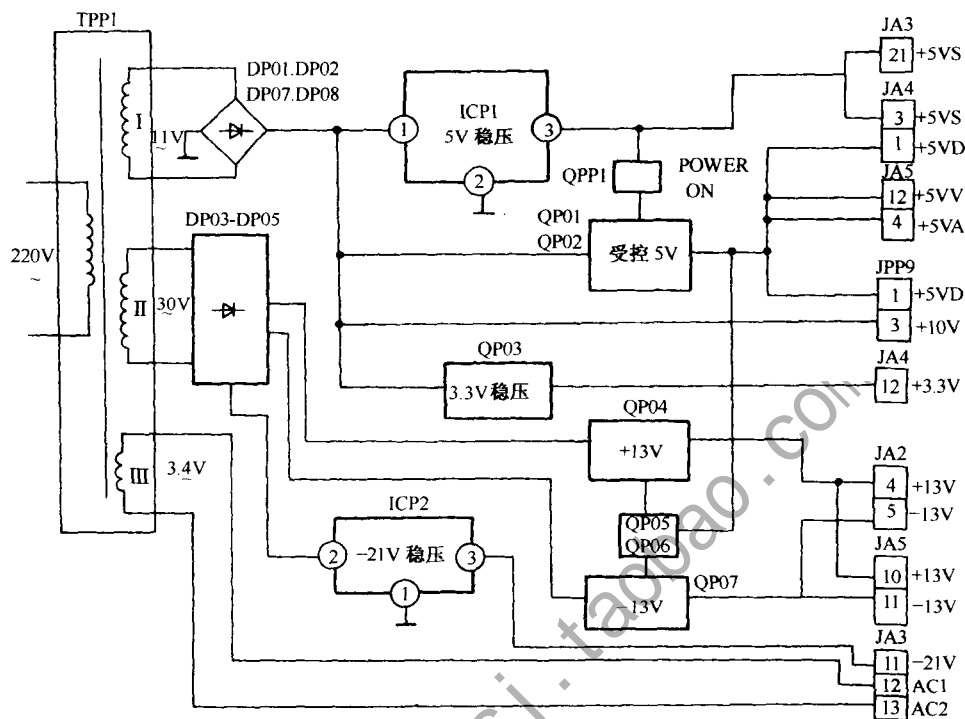 TPP1
DP01.DP02
DP07.DP08
I
11V
~
ICP1
5V 稳压
1
3
2
QPP1
POWER
ON
QP01
QP02
受控 5V
JA3
21 +5VS
JA4
3 +5VS
1 +5VD
JA5
12 +5VV
4 +5VA
JPP9
1 +5VD
3 +10V
JA4
12 +3.3V
220V
~
DP03-DP05
II
30V
~
QP03
3.3V 稳压
QP04
+13V
III
3.4V
~
ICP2
2
-21V 稳压
3
1
QP05
QP06
-13V
QP07
JA2
4 +13V
5 -13V
JA5
10 +13V
11 -13V
JA3
11 -21V
12 AC1
13 AC2
si.taobao.com